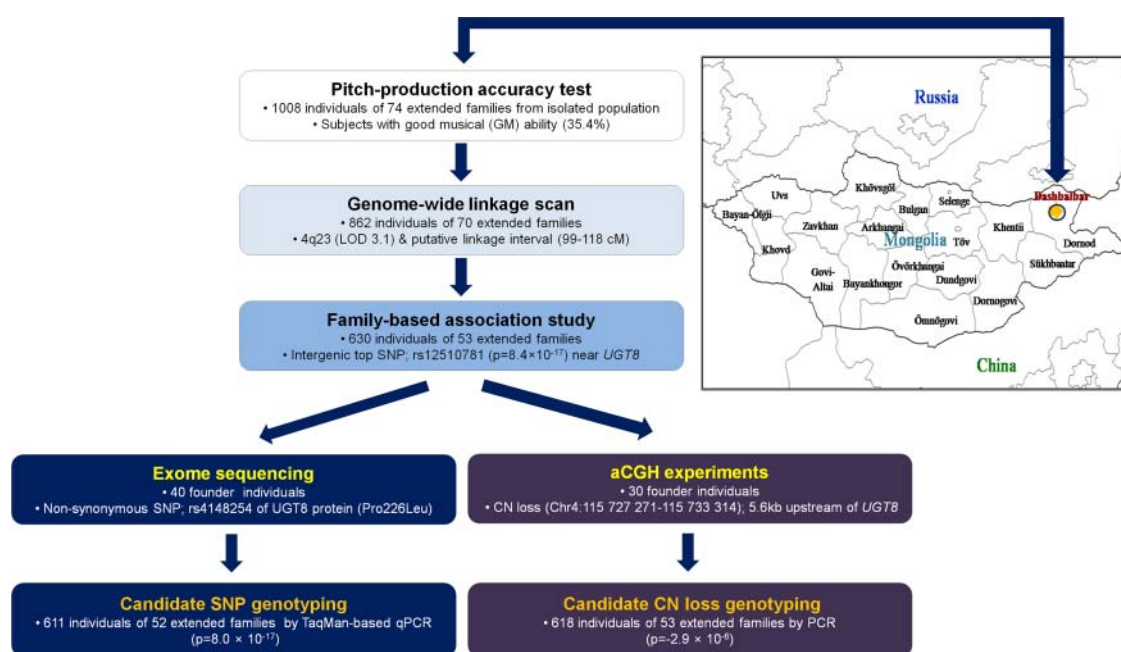 Pitch-production accuracy test
• 1008 individuals of 74 extended families from isolated population
• Subjects with good musical (GM) ability (35.4%)
Genome-wide linkage scan
• 862 individuals of 70 extended families
• 4q23 (LOD 3.1) & putative linkage interval (99-118 cM)
Family-based association study
• 630 individuals of 53 extended families
• Intergenic top SNP; rs12510781 (p=8.4×10⁻¹⁷) near UGT8
Russia
Dashbalbar
Khövsgöl
Uvs
Selenge
Bayan-Ölgii
Bulgan
Zavkhan
Arkhangai
Khentii
Mongolia
Töv
Dornod
Khovd
Övörkhangai
Sükhbaatar
Govi-
Altai
Bayankhongor
Dundgovi
Dornogovi
Ömnögovi
China
Exome sequencing
• 40 founder individuals
• Non-synonymous SNP; rs4148254 of UGT8 protein (Pro226Leu)
aCGH experiments
• 30 founder individuals
• CN loss (Chr4:115 727 271-115 733 314); 5.6kb upstream of UGT8
Candidate SNP genotyping
• 611 individuals of 52 extended families by TaqMan-based qPCR
(p=8.0 × 10⁻¹⁷)
Candidate CN loss genotyping
• 618 individuals of 53 extended families by PCR
(p=-2.9 × 10⁻⁶)